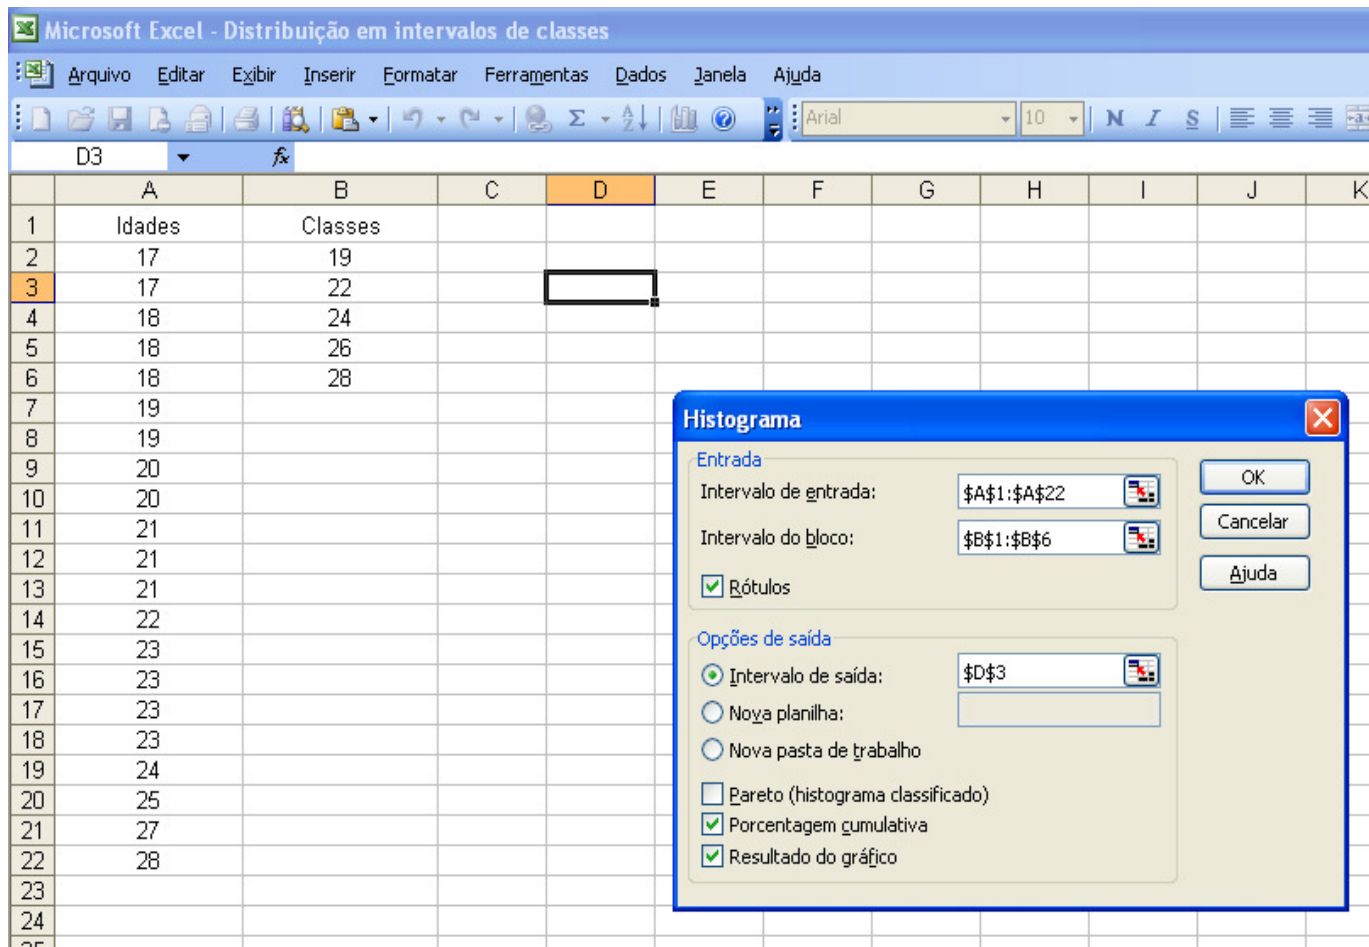 Microsoft Excel - Distribuição em intervalos de classes
Arquivo Editar Exibir Inserir Formatar Ferramentas Dados Janela Ajuda
Arial 10 N I S
D3 fx
A B C D E F G H I J K
1 Idades Classes
2 17 19
3 17 22
4 18 24
5 18 26
6 18 28
7 19
8 19
9 20
10 20
11 21
12 21
13 21
14 22
15 23
16 23
17 23
18 23
19 24
20 25
21 27
22 28
23
24
25
Histograma
Entrada
Intervalo de entrada: $A$1:$A$22
Intervalo do bloco: $B$1:$B$6
Rótulos
OK
Cancelar
Ajuda
Opções de saída
Intervalo de saída: $D$3
Nova planilha:
Nova pasta de trabalho
Pareto (histograma classificado)
Porcentagem cumulativa
Resultado do gráfico